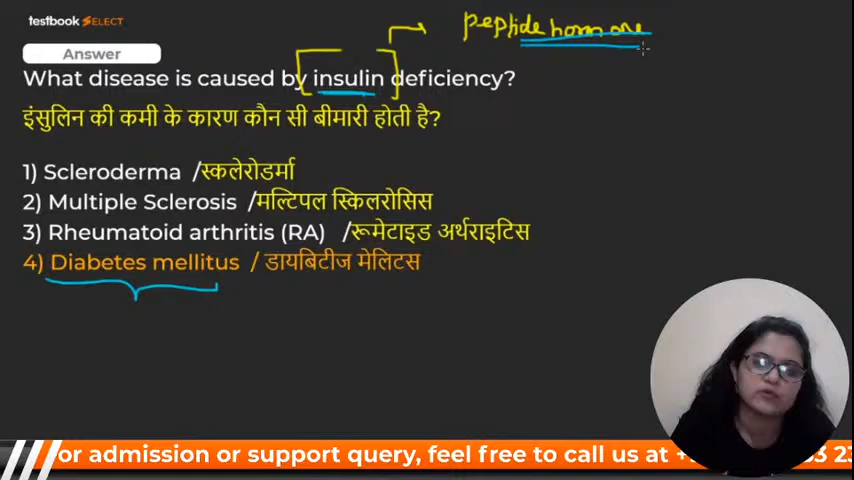 testbook SELECT
peptide hormone
Answer
What disease is caused by insulin deficiency?
इंसुलिन की कमी के कारण कौन सी बीमारी होती है?
1) Scleroderma /स्कलेरोडर्मा
2) Multiple Sclerosis /मल्टिपल स्किलरोसिस
3) Rheumatoid arthritis (RA) /रूमेटाइड अर्थराइटिस
4) Diabetes mellitus / डायबिटीज मेलिटस
or admission or support query, feel free to call us at